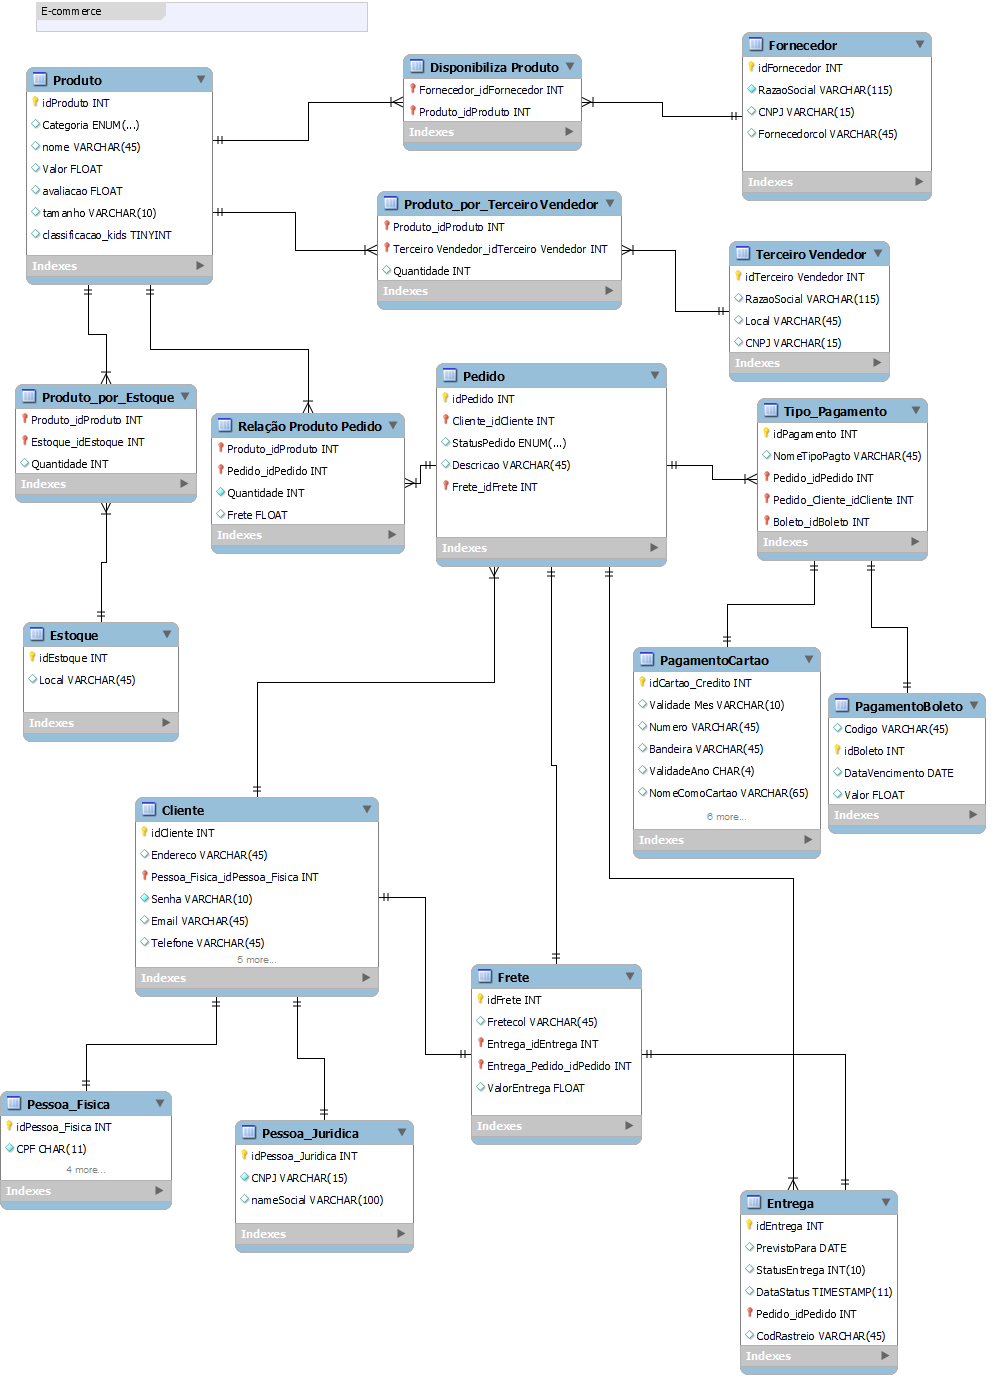 E-commerce
Produto
idProduto INT
Categoria ENUM(...)
nome VARCHAR(45)
Valor FLOAT
avaliacao FLOAT
tamanho VARCHAR(10)
classificacao_kids TINYINT
Indexes
Disponibiliza Produto
Fornecedor_idFornecedor INT
Produto_idProduto INT
Indexes
Fornecedor
idFornecedor INT
RazaoSocial VARCHAR(115)
CNPJ VARCHAR(15)
Fornecedorcol VARCHAR(45)
Indexes
Produto_por_Terceiro Vendedor
Produto_idProduto INT
Terceiro Vendedor_idTerceiro Vendedor INT
Quantidade INT
Indexes
Terceiro Vendedor
idTerceiro Vendedor INT
RazaoSocial VARCHAR(115)
Local VARCHAR(45)
CNPJ VARCHAR(15)
Indexes
Produto_por_Estoque
Produto_idProduto INT
Estoque_idEstoque INT
Quantidade INT
Indexes
Relação Produto Pedido
Produto_idProduto INT
Pedido_idPedido INT
Quantidade INT
Frete FLOAT
Indexes
Pedido
idPedido INT
Cliente_idCliente INT
StatusPedido ENUM(...)
Descricao VARCHAR(45)
Frete_idFrete INT
Indexes
Tipo_Pagamento
idPagamento INT
NomeTipoPagto VARCHAR(45)
Pedido_idPedido INT
Pedido_Cliente_idCliente INT
Boleto_idBoleto INT
Indexes
Estoque
idEstoque INT
Local VARCHAR(45)
Indexes
PagamentoCartao
idCartao_Credito INT
Validade Mes VARCHAR(10)
Numero VARCHAR(45)
Bandeira VARCHAR(45)
ValidadeAno CHAR(4)
NomeComoCartao VARCHAR(65)
6 more...
Indexes
PagamentoBoleto
Codigo VARCHAR(45)
idBoleto INT
DataVencimento DATE
Valor FLOAT
Indexes
Cliente
idCliente INT
Endereco VARCHAR(45)
Pessoa_Fisica_idPessoa_Fisica INT
Senha VARCHAR(10)
Email VARCHAR(45)
Telefone VARCHAR(45)
5 more...
Indexes
Frete
idFrete INT
Fretecol VARCHAR(45)
Entrega_idEntrega INT
Entrega_Pedido_idPedido INT
ValorEntrega FLOAT
Indexes
Pessoa_Fisica
idPessoa_Fisica INT
CPF CHAR(11)
4 more...
Indexes
Pessoa_Juridica
idPessoa_Juridica INT
CNPJ VARCHAR(15)
nameSocial VARCHAR(100)
Indexes
Entrega
idEntrega INT
PrevistoPara DATE
StatusEntrega INT(10)
DataStatus TIMESTAMP(11)
Pedido_idPedido INT
CodRastreio VARCHAR(45)
Indexes